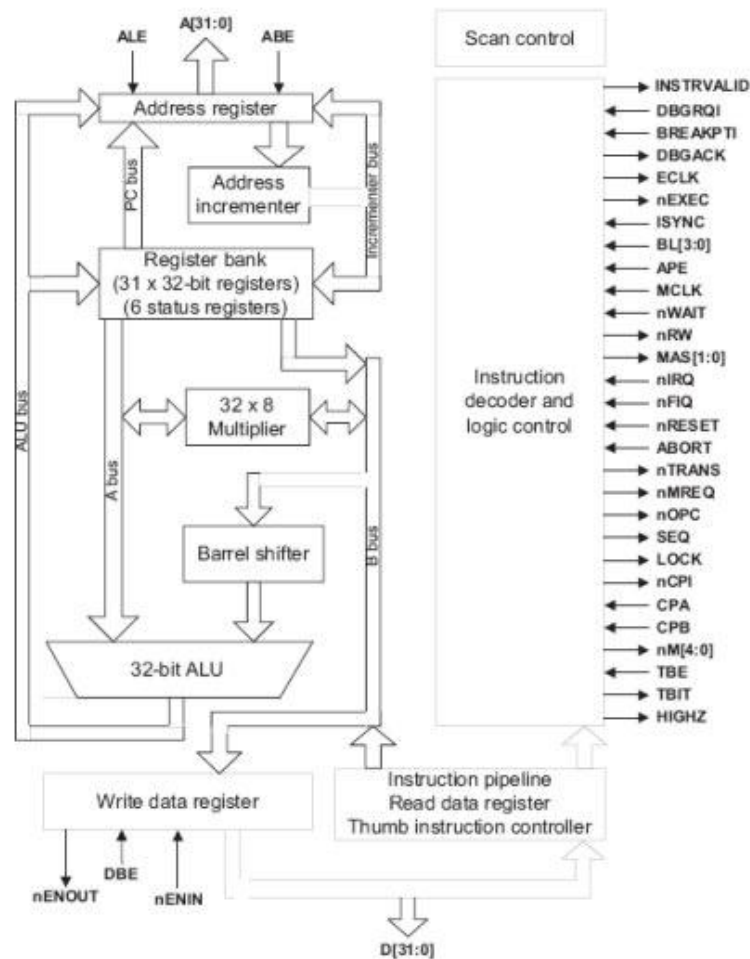 A[31:0]
ALE
ABE
Scan control
Address register
INSTRVALID
DBGRQI
BREAKPTI
DBGACK
ECLK
nEXEC
ISYNC
BL[3:0]
APE
MCLK
nWAIT
nRW
MAS[1:0]
nIRQ
nFIQ
nRESET
ABORT
nTRANS
nMREQ
nOPC
SEQ
LOCK
nCPI
CPA
CPB
nM[4:0]
TBE
TBIT
HIGHZ
PC bus
Address
incrementer
Incrementer bus
Register bank
(31 x 32-bit registers)
(6 status registers)
Instruction
decoder and
logic control
ALU bus
A bus
32 x 8
Multiplier
B bus
Barrel shifter
32-bit ALU
Write data register
Instruction pipeline
Read data register
Thumb instruction controller
nENOUT
DBE
nENIN
D[31:0]